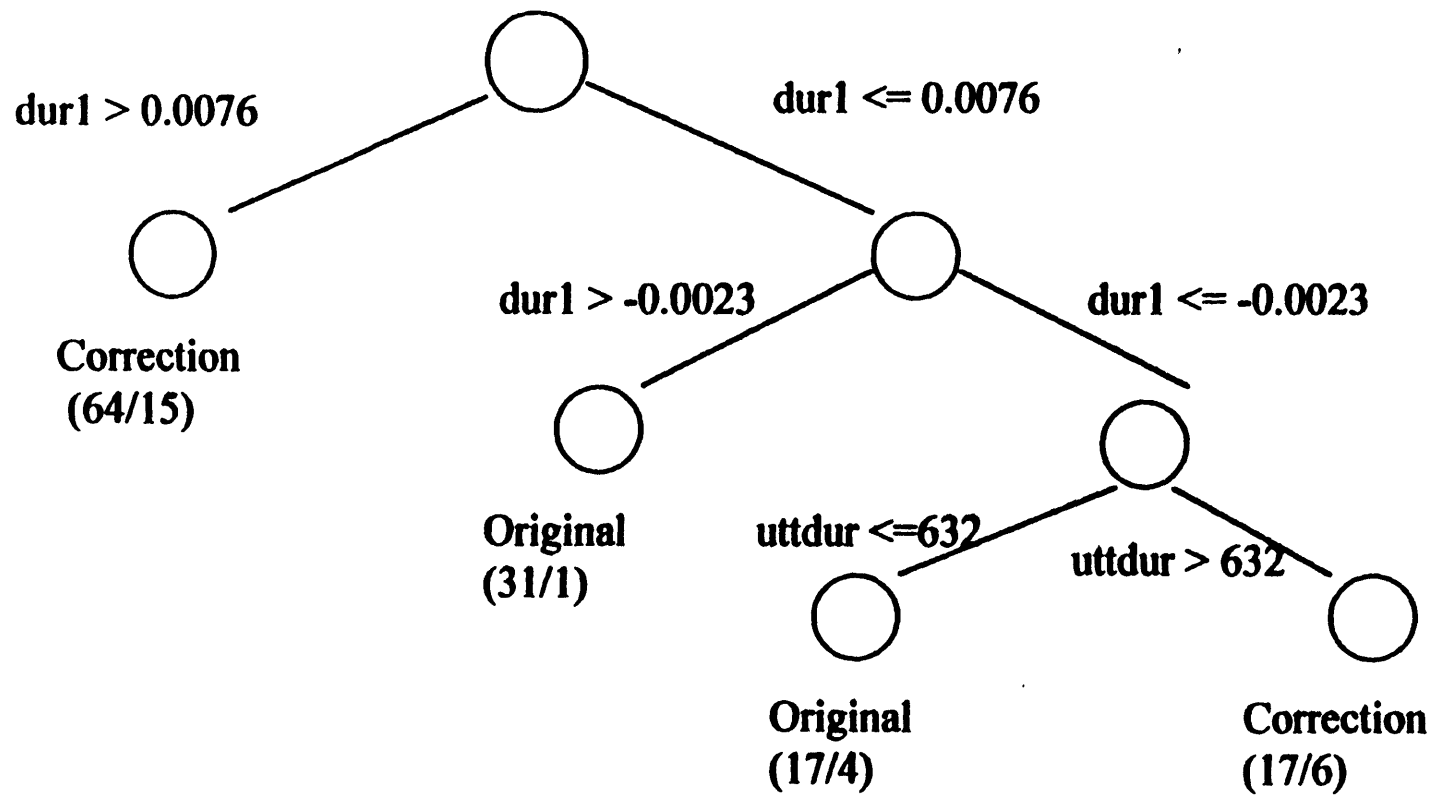 dur1 > 0.0076
dur1 <= 0.0076
dur1 > -0.0023
dur1 <= -0.0023
Correction
(64/15)
Original
(31/1)
uttdur <=632
uttdur > 632
Original
(17/4)
Correction
(17/6)